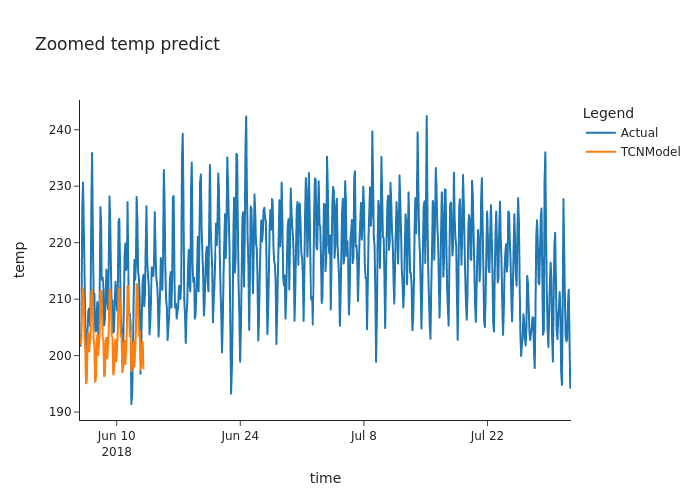 Zoomed temp predict
Legend
Actual
TCNModel
240
230
220
210
200
190
temp
Jun 10
2018
Jun 24
Jul 8
Jul 22
time